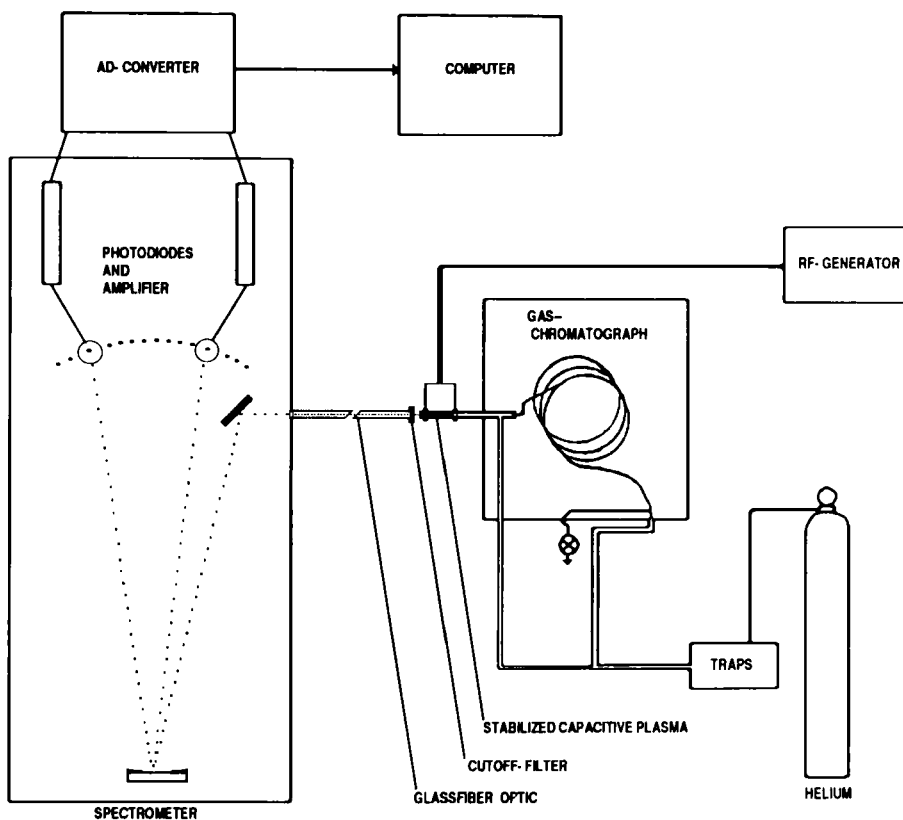 AD- CONVERTER
COMPUTER
PHOTODIODES
AND
AMPLIFIER
RF- GENERATOR
GAS–
CHROMATOGRAPH
TRAPS
STABILIZED CAPACITIVE PLASMA
CUTOFF- FILTER
GLASSFIBER OPTIC
HELIUM
SPECTROMETER